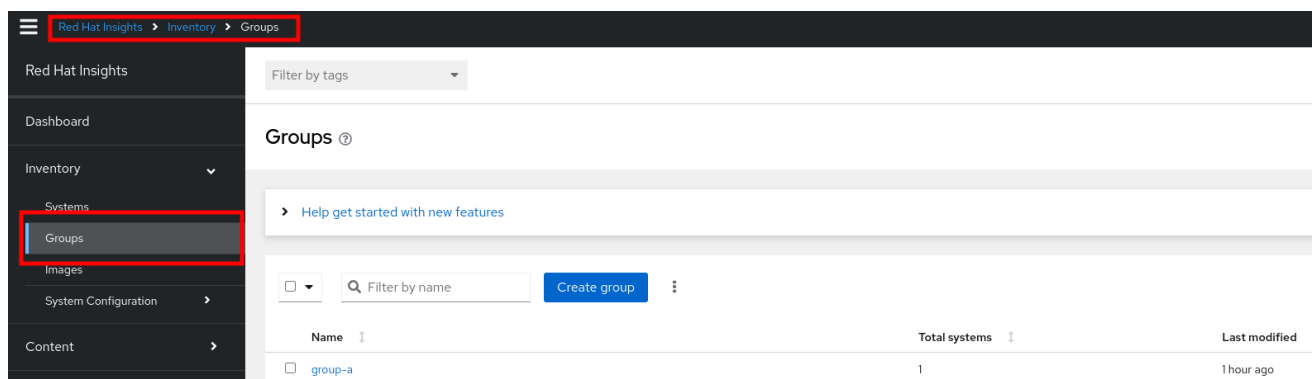 Red Hat Insights > Inventory > Groups
Red Hat Insights
Filter by tags
Dashboard
Groups
Inventory
Systems
Groups
Images
System Configuration
Content
Help get started with new features
Filter by name
Create group
Name Total systems Last modified
group-a 1 1 hour ago